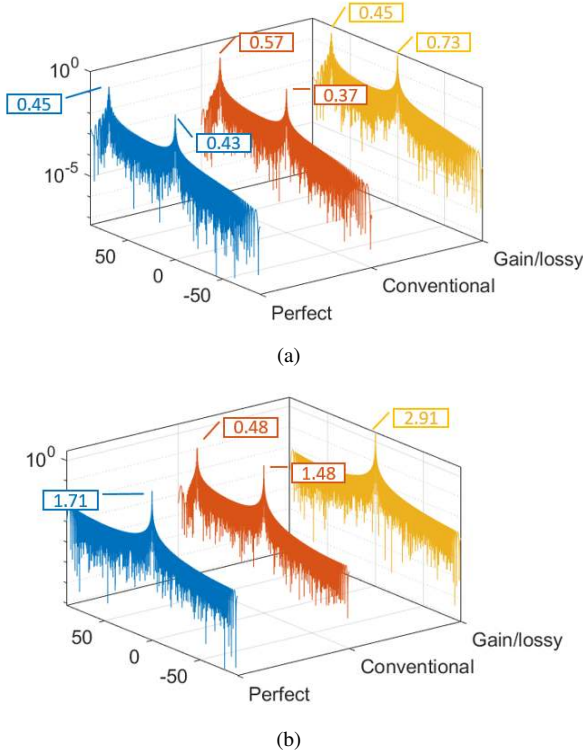 0.45
0.57
0.73
10^0
0.45
0.37
0.43
10^-5
50
0
-50
Gain/lossy
Conventional
Perfect
(a)
2.91
0.48
10^0
1.48
1.71
50
0
-50
Gain/lossy
Conventional
Perfect
(b)